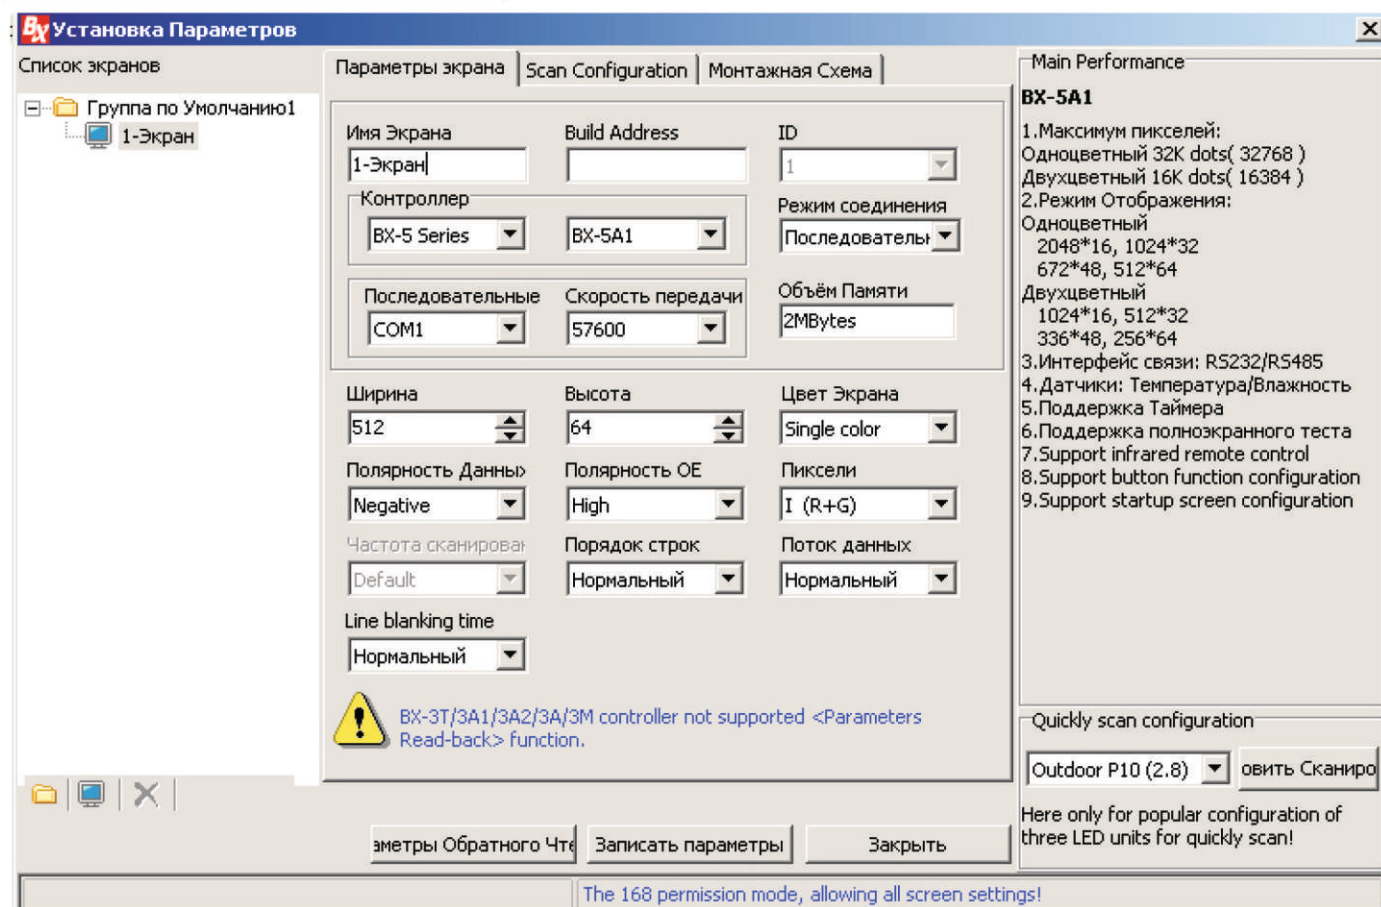 BX Установка Параметров
Список экранов
Группа по Умолчанию1
1-Экран
Параметры экрана
Scan Configuration
Монтажная Схема
Имя Экрана
Build Address
ID
1-Экран
1
Контроллер
Режим соединения
BX-5 Series
BX-5A1
Последователь
Последовательные
Скорость передачи
Объём Памяти
COM1
57600
2MBytes
Ширина
Высота
Цвет Экрана
512
64
Single color
Полярность Данны
Полярность OE
Пиксели
Negative
High
I (R+G)
Частота сканирован
Порядок строк
Поток данных
Default
Нормальный
Нормальный
Line blanking time
Нормальный
BX-3T/3A1/3A2/3A/3M controller not supported <Parameters
Read-back> function.
аметры Обратного Чте
Записать параметры
Закрыть
Main Performance
BX-5A1
1.Максимум пикселей:
Одноцветный 32K dots( 32768 )
Двухцветный 16K dots( 16384 )
2.Режим Отображения:
Одноцветный
2048*16, 1024*32
672*48, 512*64
Двухцветный
1024*16, 512*32
336*48, 256*64
3.Интерфейс связи: RS232/RS485
4.Датчики: Температура/Влажность
5.Поддержка Таймера
6.Поддержка полноэкранного теста
7.Support infrared remote control
8.Support button function configuration
9.Support startup screen configuration
Quickly scan configuration
Outdoor P10 (2.8)
овить Сканиро
Here only for popular configuration of
three LED units for quickly scan!
The 168 permission mode, allowing all screen settings!